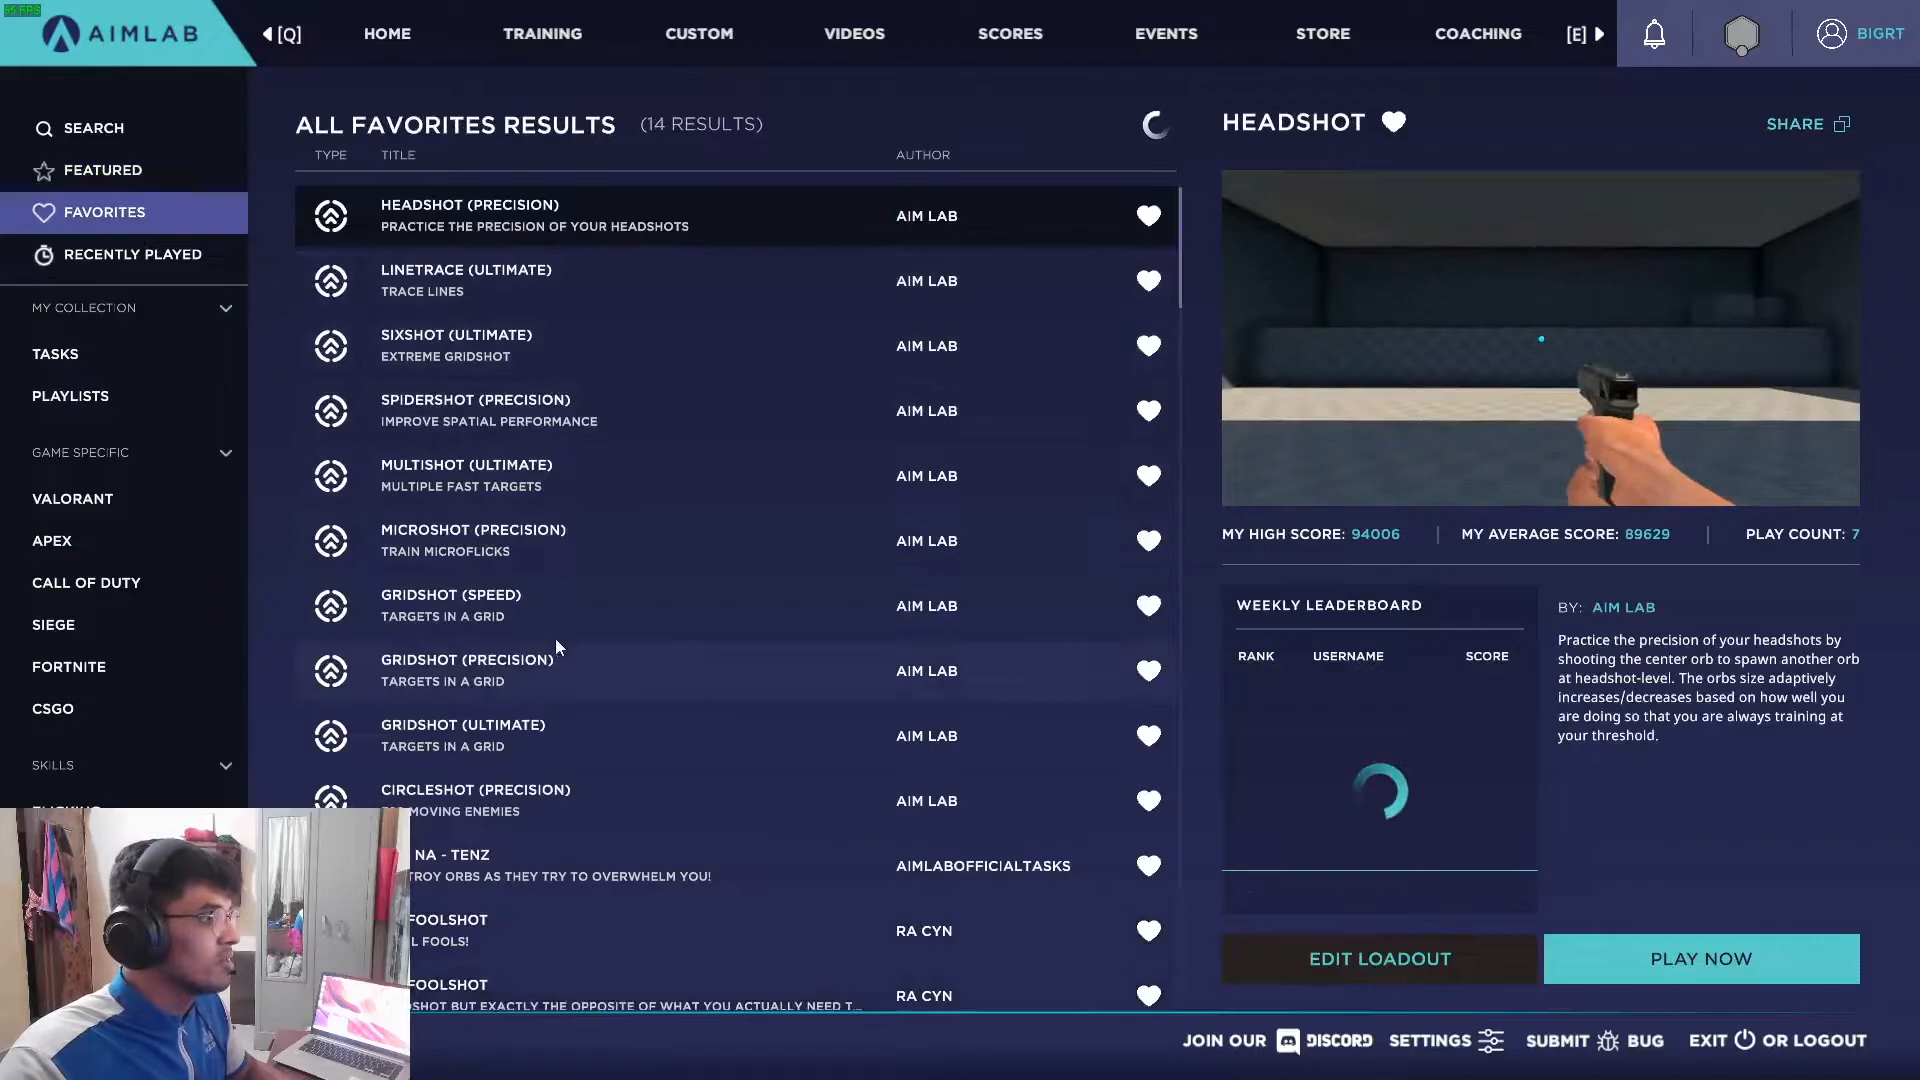 55 FPS
AIMLAB
[Q]
HOME
TRAINING
CUSTOM
VIDEOS
SCORES
EVENTS
STORE
COACHING
[E]
BIGRT
SEARCH
FEATURED
FAVORITES
RECENTLY PLAYED
MY COLLECTION
TASKS
PLAYLISTS
GAME SPECIFIC
VALORANT
APEX
CALL OF DUTY
SIEGE
FORTNITE
CSGO
SKILLS
ALL FAVORITES RESULTS (14 RESULTS)
TYPE TITLE AUTHOR
HEADSHOT (PRECISION)
PRACTICE THE PRECISION OF YOUR HEADSHOTS
AIM LAB
LINETRACE (ULTIMATE)
TRACE LINES
AIM LAB
SIXSHOT (ULTIMATE)
EXTREME GRIDSHOT
AIM LAB
SPIDERSHOT (PRECISION)
IMPROVE SPATIAL PERFORMANCE
AIM LAB
MULTISHOT (ULTIMATE)
MULTIPLE FAST TARGETS
AIM LAB
MICROSHOT (PRECISION)
TRAIN MICROFLICKS
AIM LAB
GRIDSHOT (SPEED)
TARGETS IN A GRID
AIM LAB
GRIDSHOT (PRECISION)
TARGETS IN A GRID
AIM LAB
GRIDSHOT (ULTIMATE)
TARGETS IN A GRID
AIM LAB
CIRCLESHOT (PRECISION)
MOVING ENEMIES
AIM LAB
NA - TENZ
TROY ORBS AS THEY TRY TO OVERWHELM YOU!
AIMLABOFFICIALTASKS
FOOLSHOT
L FOOLS!
RA CYN
FOOLSHOT
SHOT BUT EXACTLY THE OPPOSITE OF WHAT YOU ACTUALLY NEED T...
RA CYN
HEADSHOT
SHARE
MY HIGH SCORE: 94006
MY AVERAGE SCORE: 89629
PLAY COUNT: 7
WEEKLY LEADERBOARD
RANK USERNAME SCORE
BY: AIM LAB
Practice the precision of your headshots by
shooting the center orb to spawn another orb
at headshot-level. The orbs size adaptively
increases/decreases based on how well you
are doing so that you are always training at
your threshold.
EDIT LOADOUT
PLAY NOW
JOIN OUR DISCORD
SETTINGS
SUBMIT BUG
EXIT OR LOGOUT